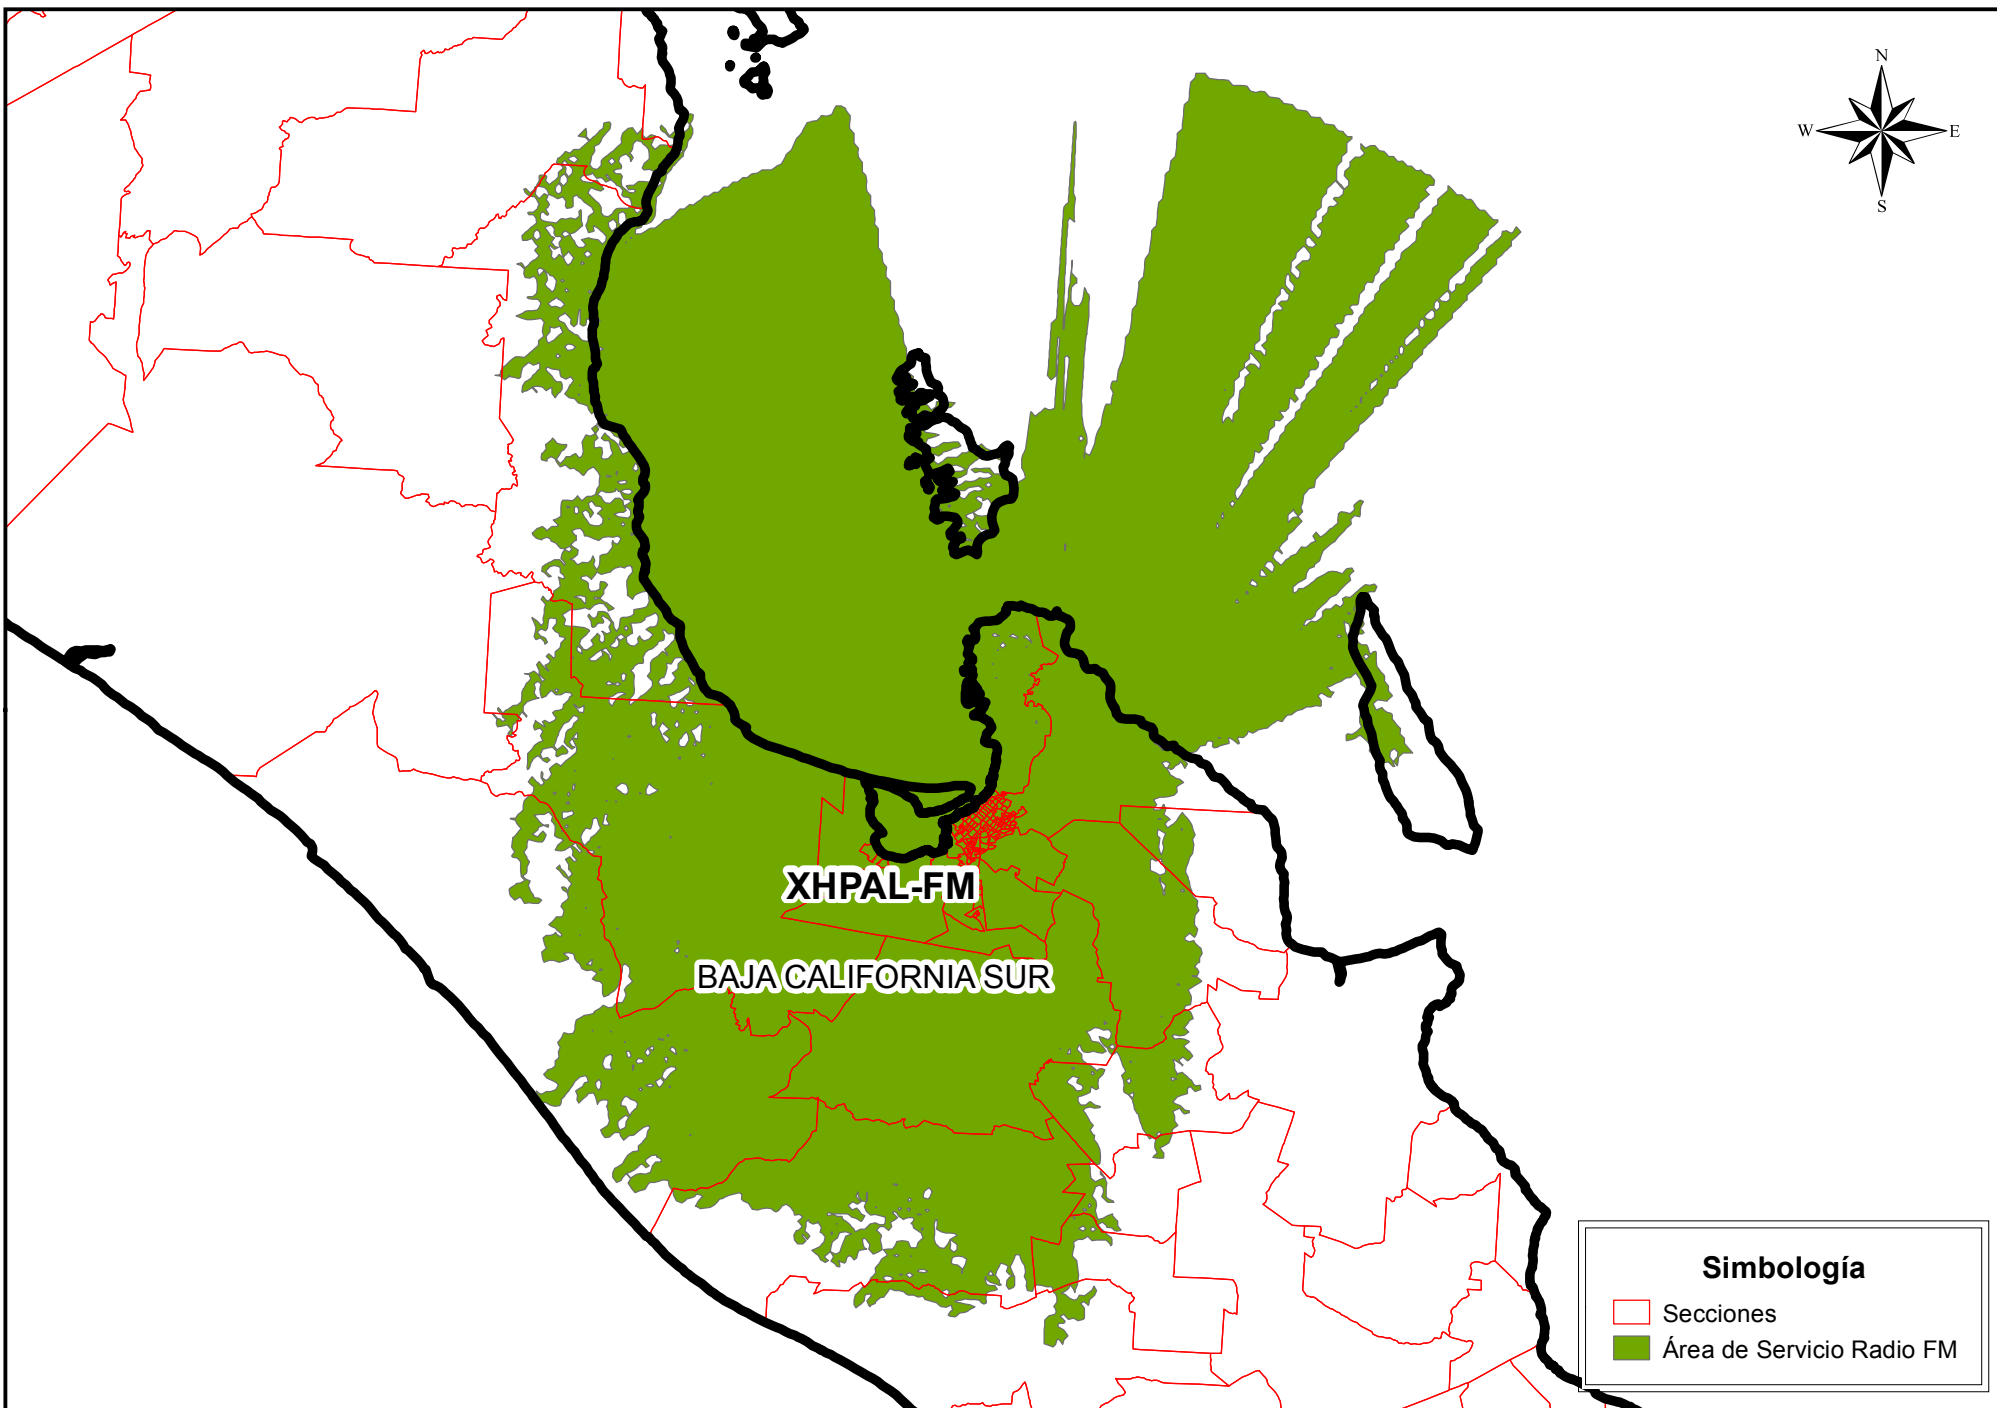 N
W E
S
XHPAL-FM
BAJA CALIFORNIA SUR
Simbología
Secciones
Área de Servicio Radio FM